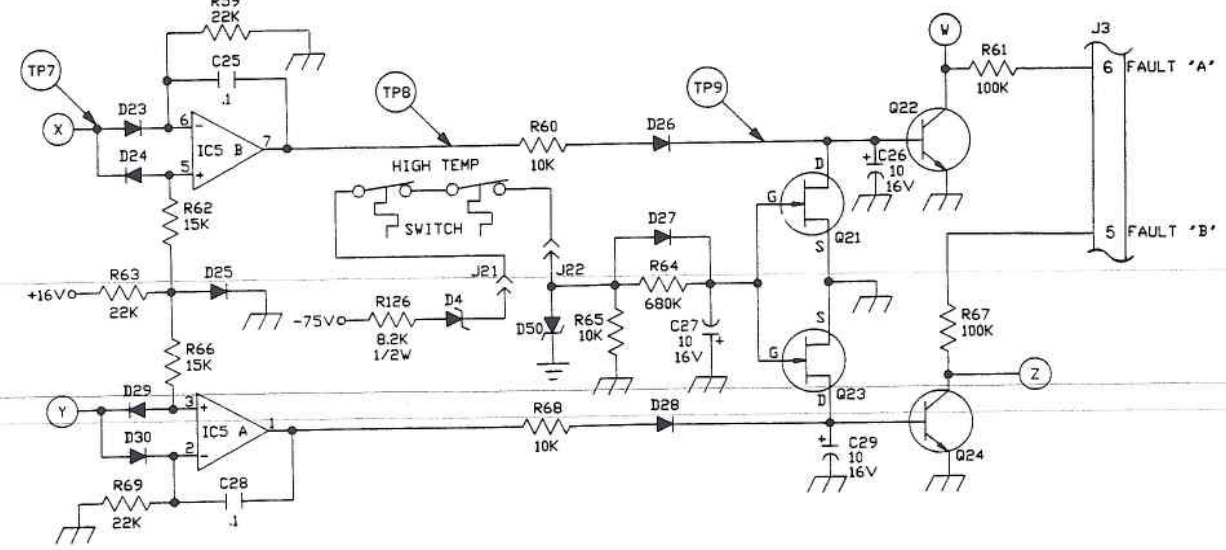 R59
22K
C25
.1
TP7
X
D23
D24
6
5
-
+
IC5 B
7
TP8
R60
10K
D26
TP9
W
Q22
R61
100K
J3
6 FAULT "A"
5 FAULT "B"
C26
10
16V
+
HIGH TEMP
SWITCH
R62
15K
R63
22K
+16V
D25
R66
15K
-75V
R126
8.2K
1/2W
D4
J21
J22
D50
R65
10K
D27
R64
680K
C27
10
16V
+
D
G
S
Q21
S
G
D
Q23
R67
100K
Z
Y
D29
D30
3
2
+
-
IC5 A
1
R68
10K
D28
C29
10
16V
+
Q24
R69
22K
C28
.1